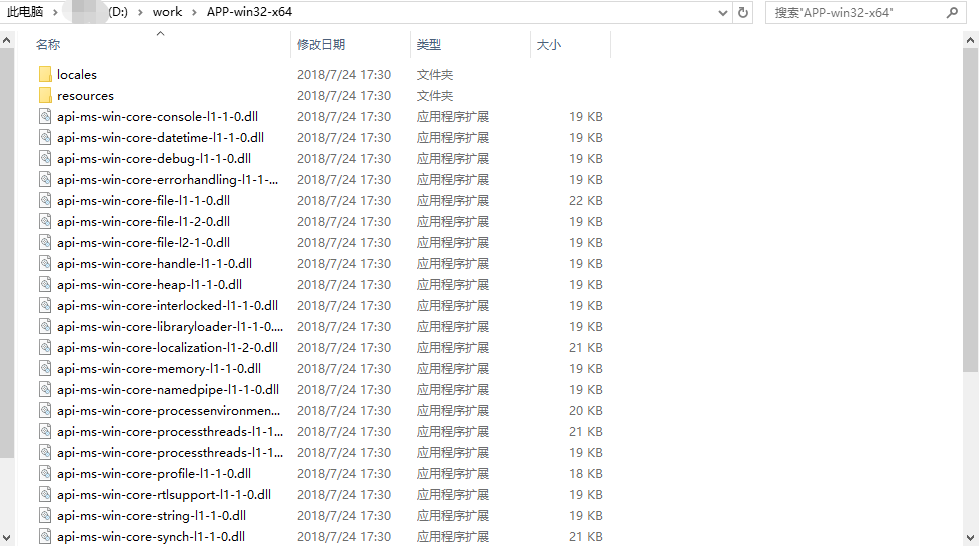 此电脑 (D:) work APP-win32-x64 搜索"APP-win32-x64"
名称 修改日期 类型 大小
locales 2018/7/24 17:30 文件夹
resources 2018/7/24 17:30 文件夹
api-ms-win-core-console-l1-1-0.dll 2018/7/24 17:30 应用程序扩展 19 KB
api-ms-win-core-datetime-l1-1-0.dll 2018/7/24 17:30 应用程序扩展 19 KB
api-ms-win-core-debug-l1-1-0.dll 2018/7/24 17:30 应用程序扩展 19 KB
api-ms-win-core-errorhandling-l1-1-... 2018/7/24 17:30 应用程序扩展 19 KB
api-ms-win-core-file-l1-1-0.dll 2018/7/24 17:30 应用程序扩展 22 KB
api-ms-win-core-file-l1-2-0.dll 2018/7/24 17:30 应用程序扩展 19 KB
api-ms-win-core-file-l2-1-0.dll 2018/7/24 17:30 应用程序扩展 19 KB
api-ms-win-core-handle-l1-1-0.dll 2018/7/24 17:30 应用程序扩展 19 KB
api-ms-win-core-heap-l1-1-0.dll 2018/7/24 17:30 应用程序扩展 19 KB
api-ms-win-core-interlocked-l1-1-0.dll 2018/7/24 17:30 应用程序扩展 19 KB
api-ms-win-core-libraryloader-l1-1-0.... 2018/7/24 17:30 应用程序扩展 19 KB
api-ms-win-core-localization-l1-2-0.dll 2018/7/24 17:30 应用程序扩展 21 KB
api-ms-win-core-memory-l1-1-0.dll 2018/7/24 17:30 应用程序扩展 19 KB
api-ms-win-core-namedpipe-l1-1-0.dll 2018/7/24 17:30 应用程序扩展 19 KB
api-ms-win-core-processenvironmen... 2018/7/24 17:30 应用程序扩展 20 KB
api-ms-win-core-processthreads-l1-1... 2018/7/24 17:30 应用程序扩展 21 KB
api-ms-win-core-processthreads-l1-1... 2018/7/24 17:30 应用程序扩展 19 KB
api-ms-win-core-profile-l1-1-0.dll 2018/7/24 17:30 应用程序扩展 18 KB
api-ms-win-core-rtlsupport-l1-1-0.dll 2018/7/24 17:30 应用程序扩展 19 KB
api-ms-win-core-string-l1-1-0.dll 2018/7/24 17:30 应用程序扩展 19 KB
api-ms-win-core-synch-l1-1-0.dll 2018/7/24 17:30 应用程序扩展 21 KB